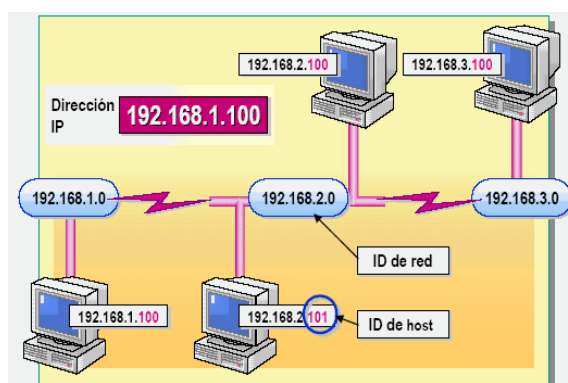 192.168.2.100
192.168.3.100
Dirección
IP
192.168.1.100
192.168.1.0
192.168.2.0
192.168.3.0
ID de red
192.168.1.100
192.168.2.101
ID de host